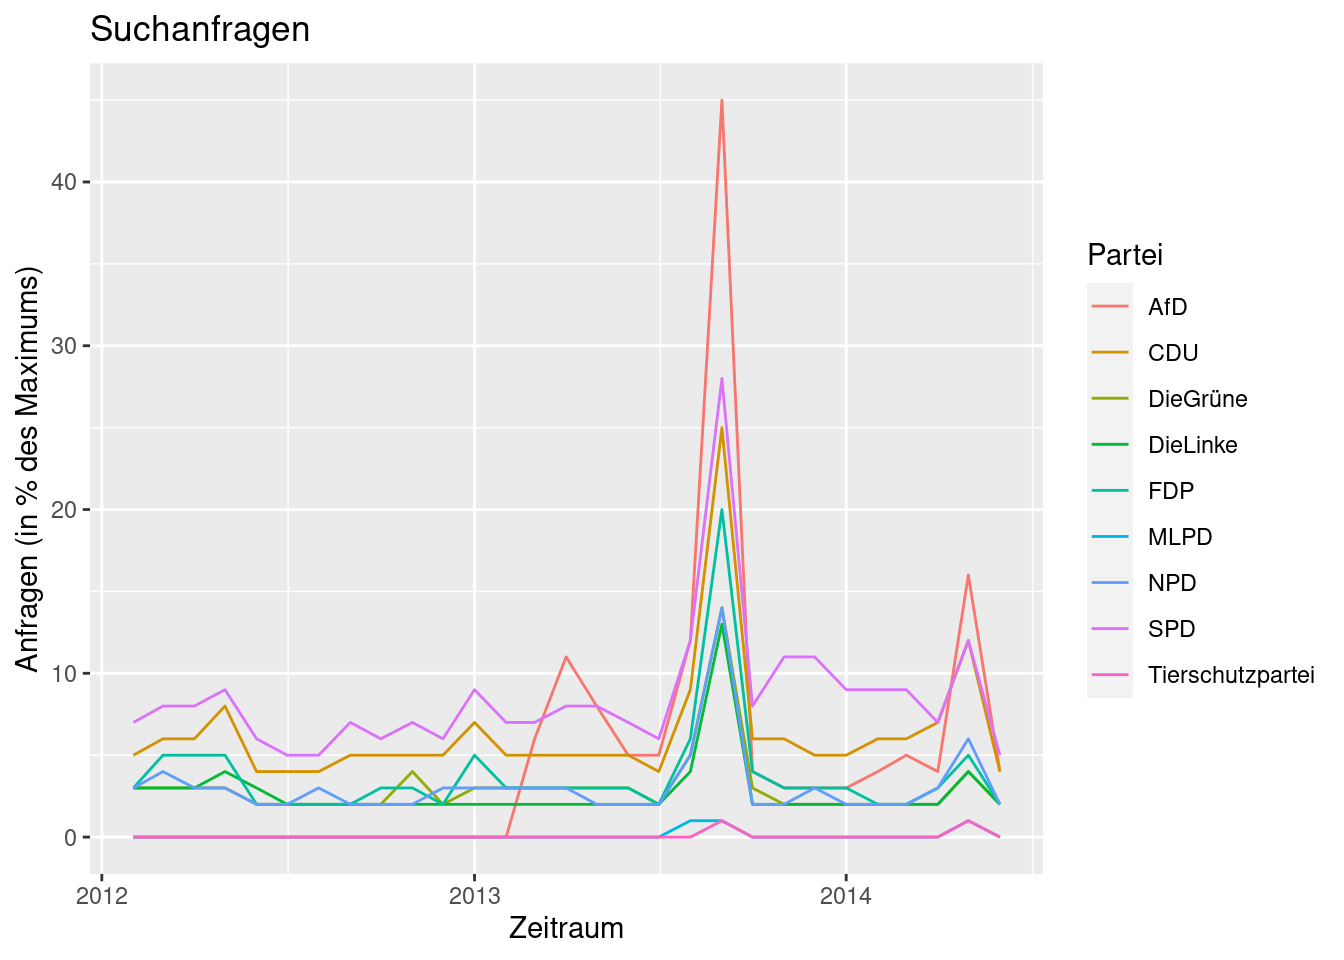 Suchanfragen
Anfragen (in % des Maximums)
40
30
20
10
0
2012
2013
2014
Zeitraum
Partei
AfD
CDU
DieGrüne
DieLinke
FDP
MLPD
NPD
SPD
Tierschutzpartei